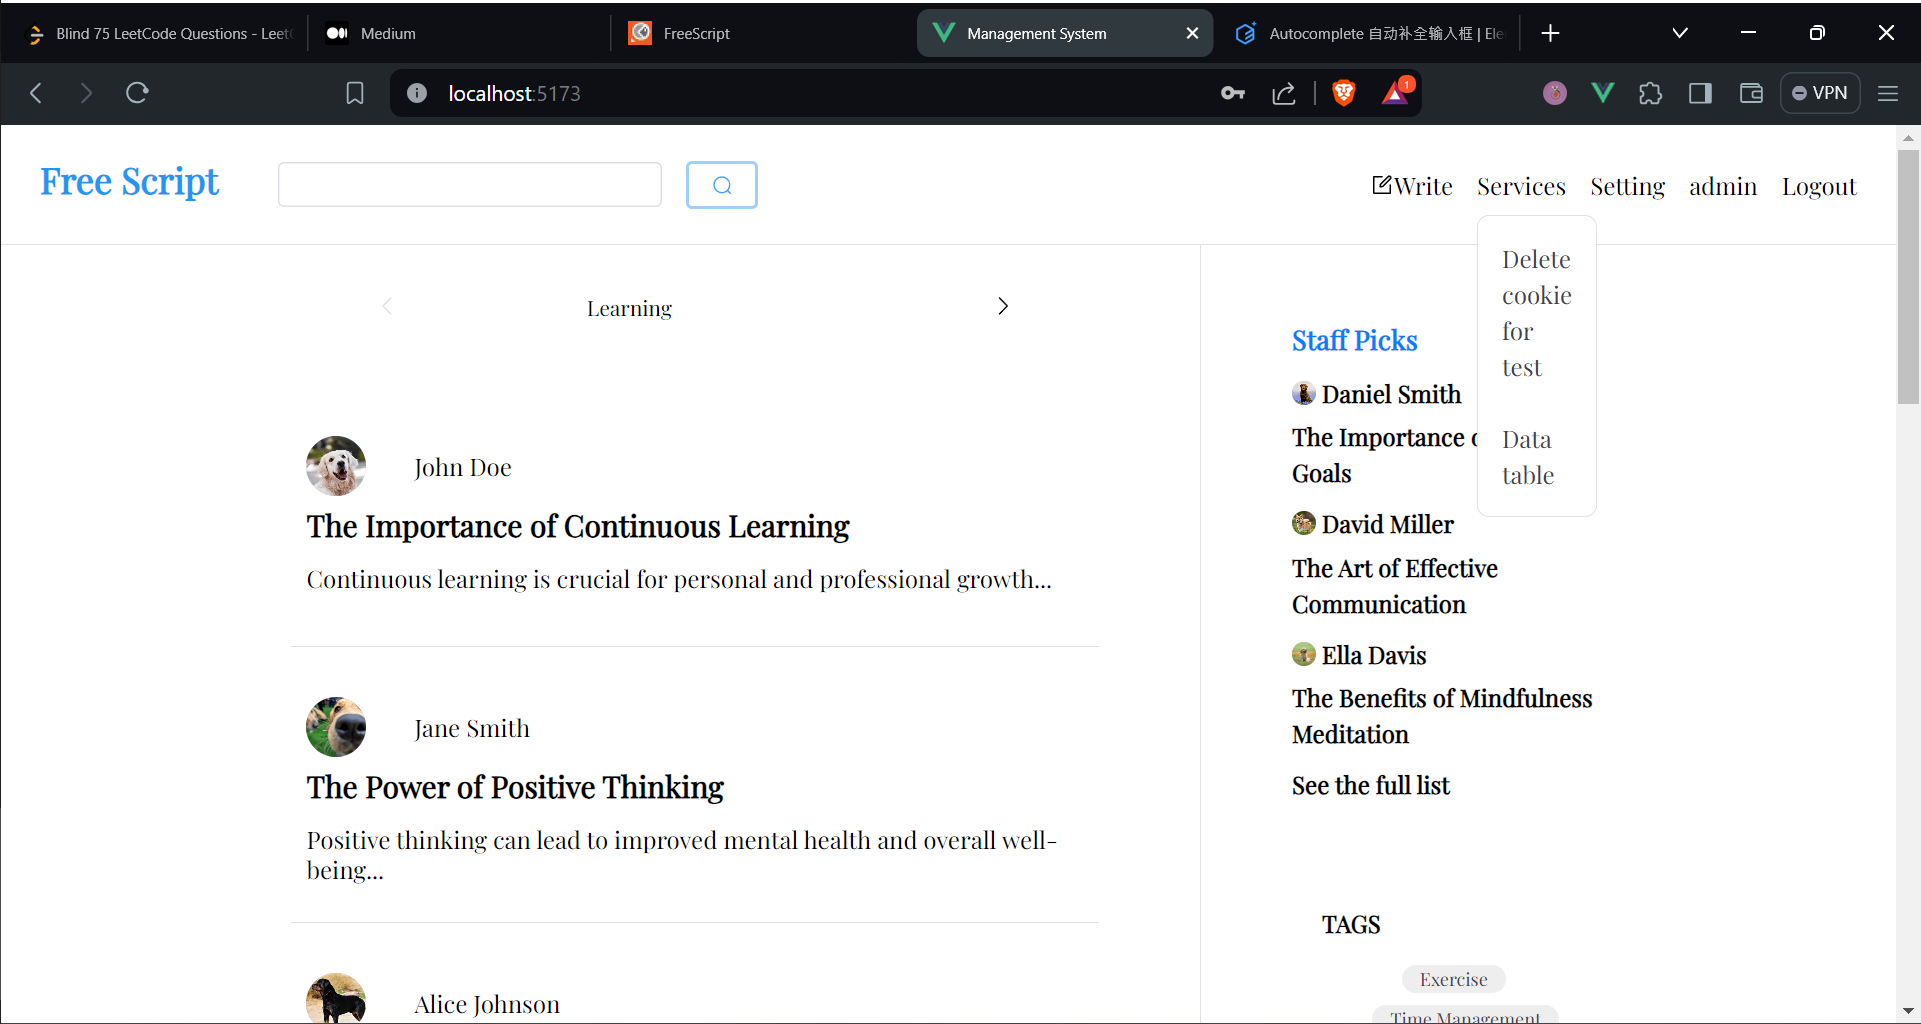 Blind 75 LeetCode Questions - Leet
Medium
FreeScript
Management System
Autocomplete 自动补全输入框 | Ele
localhost:5173
1
VPN
Free Script
Write
Services
Setting
admin
Logout
Delete
cookie
for
test
Data
table
Learning
John Doe
The Importance of Continuous Learning
Continuous learning is crucial for personal and professional growth...
Jane Smith
The Power of Positive Thinking
Positive thinking can lead to improved mental health and overall well-
being...
Alice Johnson
Staff Picks
Daniel Smith
The Importance
Goals
David Miller
The Art of Effective
Communication
Ella Davis
The Benefits of Mindfulness
Meditation
See the full list
TAGS
Exercise
Time Management